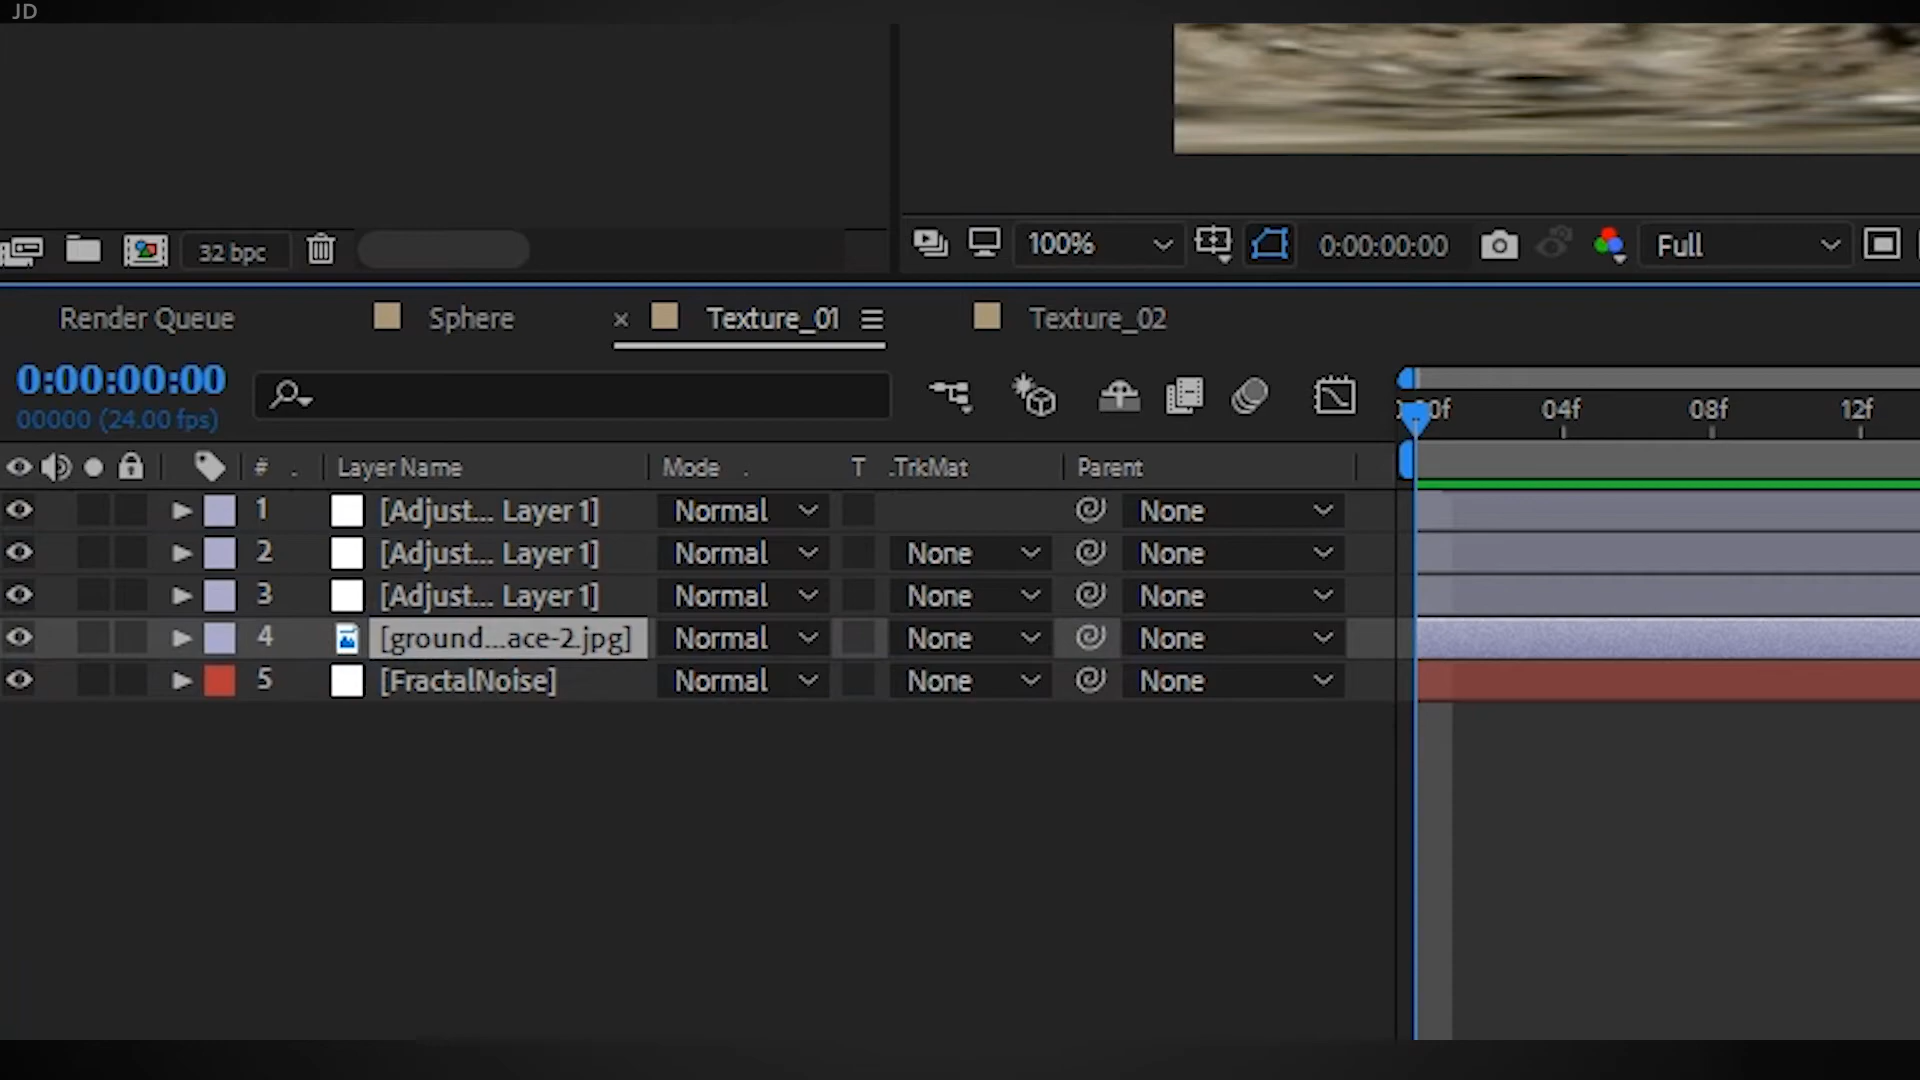 JD
32 bpc
100%
0:00:00:00
Full
Render Queue
Sphere
× Texture_01
Texture_02
0:00:00:00
00000 (24.00 fps)
04f
08f
12f
# . Layer Name Mode . T .TrkMat Parent
1 [Adjust... Layer 1] Normal None
2 [Adjust... Layer 1] Normal None None
3 [Adjust... Layer 1] Normal None None
4 [ground...ace-2.jpg] Normal None None
5 [FractalNoise] Normal None None